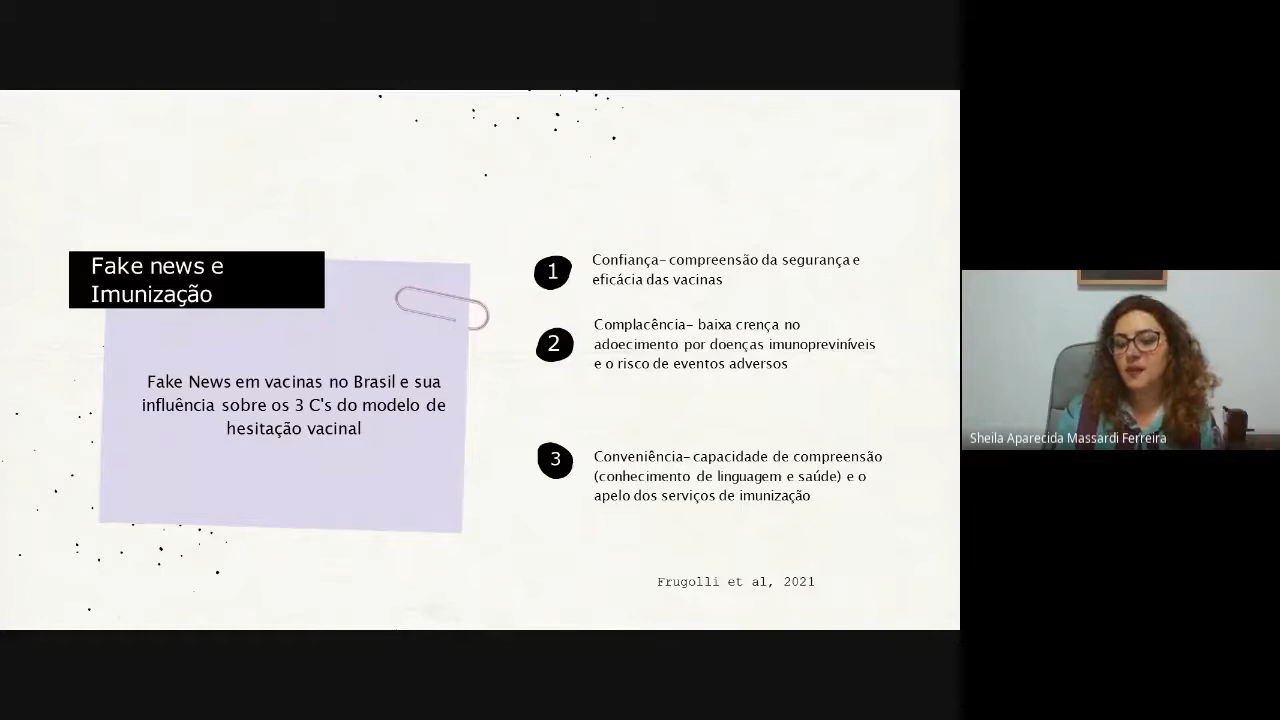 Fake news e
Imunização
Fake News em vacinas no Brasil e sua
influência sobre os 3 C's do modelo de
hesitação vacinal
1
Confiança- compreensão da segurança e
eficácia das vacinas
2
Complacência- baixa crença no
adoecimento por doenças imunopreviníveis
e o risco de eventos adversos
3
Conveniência- capacidade de compreensão
(conhecimento de linguagem e saúde) e o
apelo dos serviços de imunização
Frugolli et al, 2021
Sheila Aparecida Massardi Ferreira